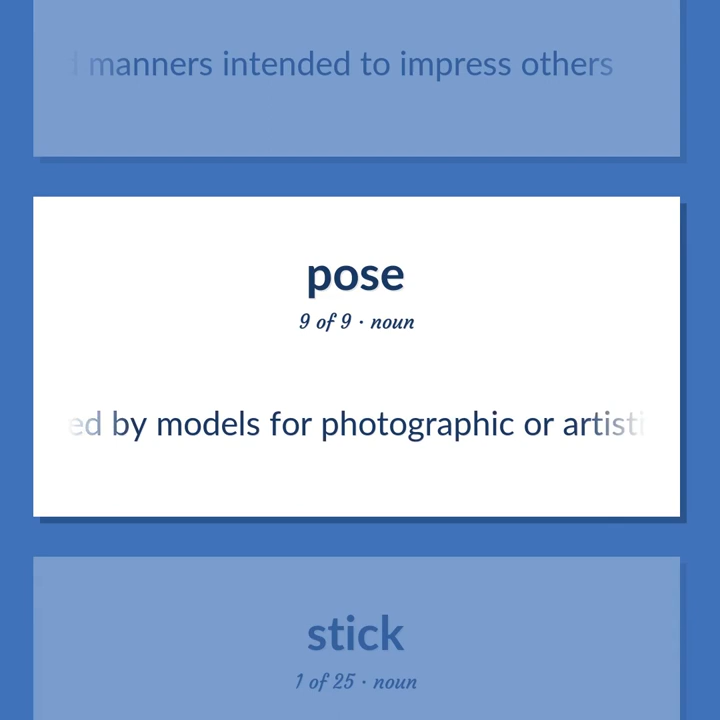 manners intended to impress others
pose
9 of 9 · noun
by models for photographic or
stick
1 of 25 · noun